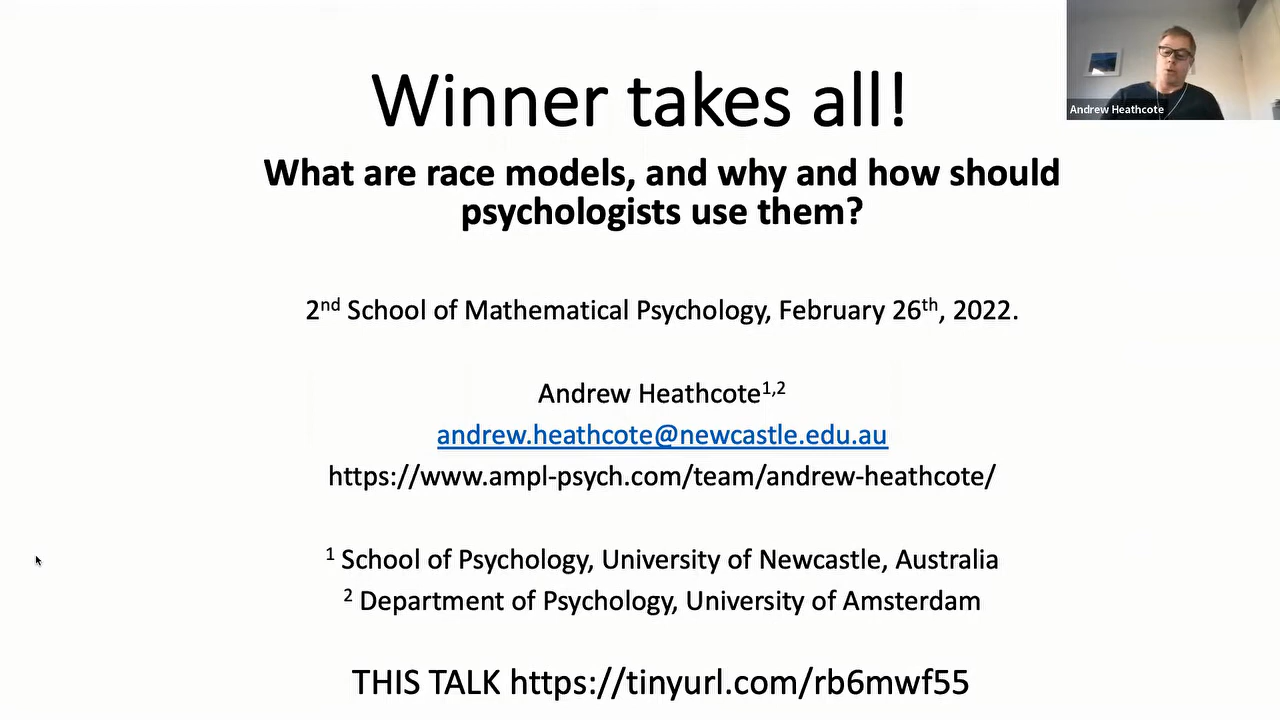 Winner takes all!
Andrew Heathcote
What are race models, and why and how should
psychologists use them?
2nd School of Mathematical Psychology, February 26th, 2022.
Andrew Heathcote1,2
andrew.heathcote@newcastle.edu.au
https://www.ampl-psych.com/team/andrew-heathcote/
1 School of Psychology, University of Newcastle, Australia
2 Department of Psychology, University of Amsterdam
THIS TALK https://tinyurl.com/rb6mwf55